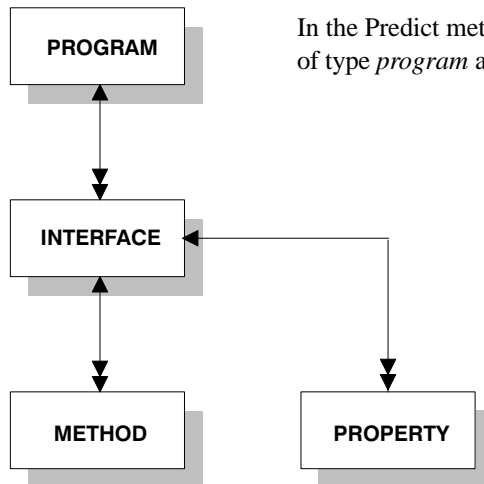 In the Predict met
of type program a
PROGRAM
INTERFACE
METHOD
PROPERTY